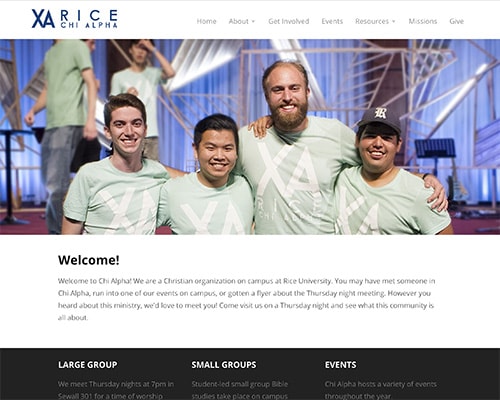 XA RICE
CHI ALPHA
Home About Get Involved Events Resources Missions Give
XA
XA
RICE
CHI ALPHA
XA
R
Welcome!
Welcome to Chi Alpha! We are a Christian organization on campus at Rice University. You may have met someone in
Chi Alpha, run into one of our events on campus, or gotten a flyer about the Thursday night meeting. However you
heard about this ministry, we'd love to meet you! Come visit us on a Thursday night and see what this community is
all about.
LARGE GROUP
We meet Thursday nights at 7pm in
Sewall 301 for a time of worship
SMALL GROUPS
Student-led small group Bible
studies take place on campus
EVENTS
Chi Alpha hosts a variety of events
throughout the year.